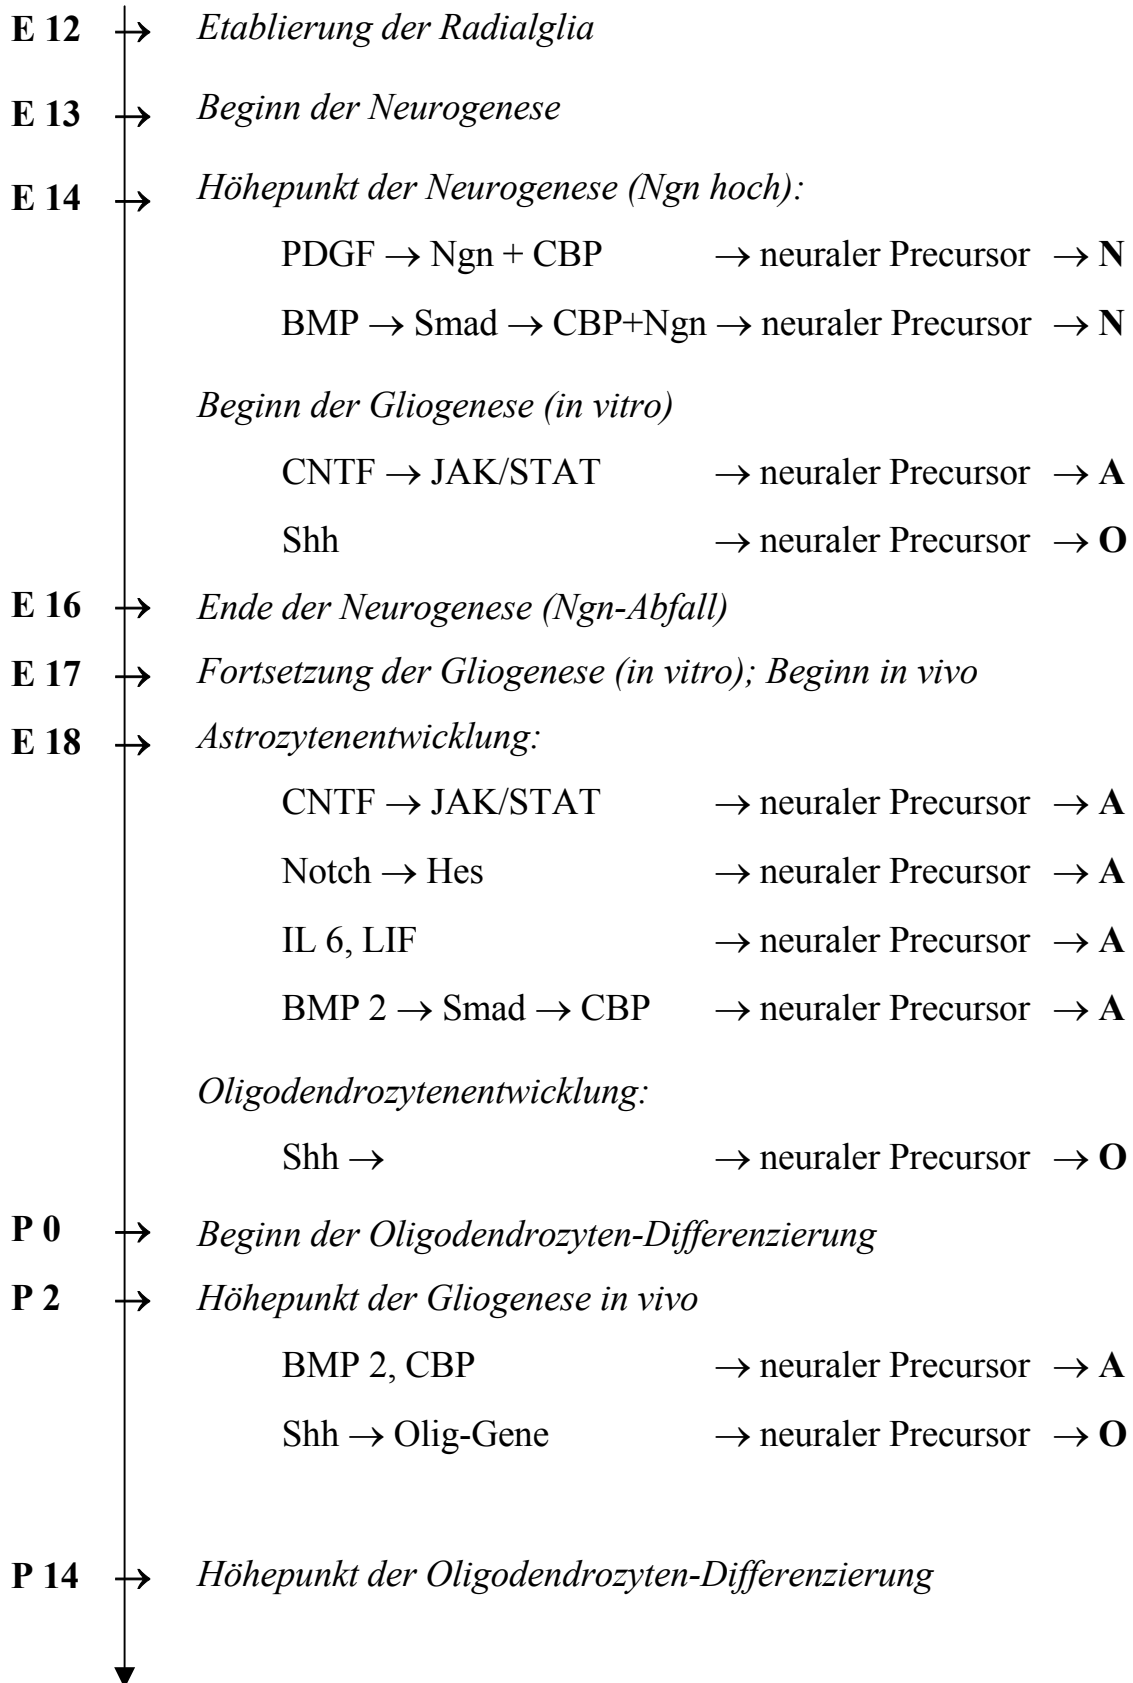 E 12 → Etablierung der Radialglia
E 13 → Beginn der Neurogenese
E 14 → Höhepunkt der Neurogenese (Ngn hoch):
PDGF → Ngn + CBP → neuraler Precursor → N
BMP → Smad → CBP+Ngn → neuraler Precursor → N
Beginn der Gliogenese (in vitro)
CNTF → JAK/STAT → neuraler Precursor → A
Shh → neuraler Precursor → O
E 16 → Ende der Neurogenese (Ngn-Abfall)
E 17 → Fortsetzung der Gliogenese (in vitro); Beginn in vivo
E 18 → Astrozytenentwicklung:
CNTF → JAK/STAT → neuraler Precursor → A
Notch → Hes → neuraler Precursor → A
IL 6, LIF → neuraler Precursor → A
BMP 2 → Smad → CBP → neuraler Precursor → A
Oligodendrozytenentwicklung:
Shh → → neuraler Precursor → O
P 0 → Beginn der Oligodendrozyten-Differenzierung
P 2 → Höhepunkt der Gliogenese in vivo
BMP 2, CBP → neuraler Precursor → A
Shh → Olig-Gene → neuraler Precursor → O
P 14 → Höhepunkt der Oligodendrozyten-Differenzierung